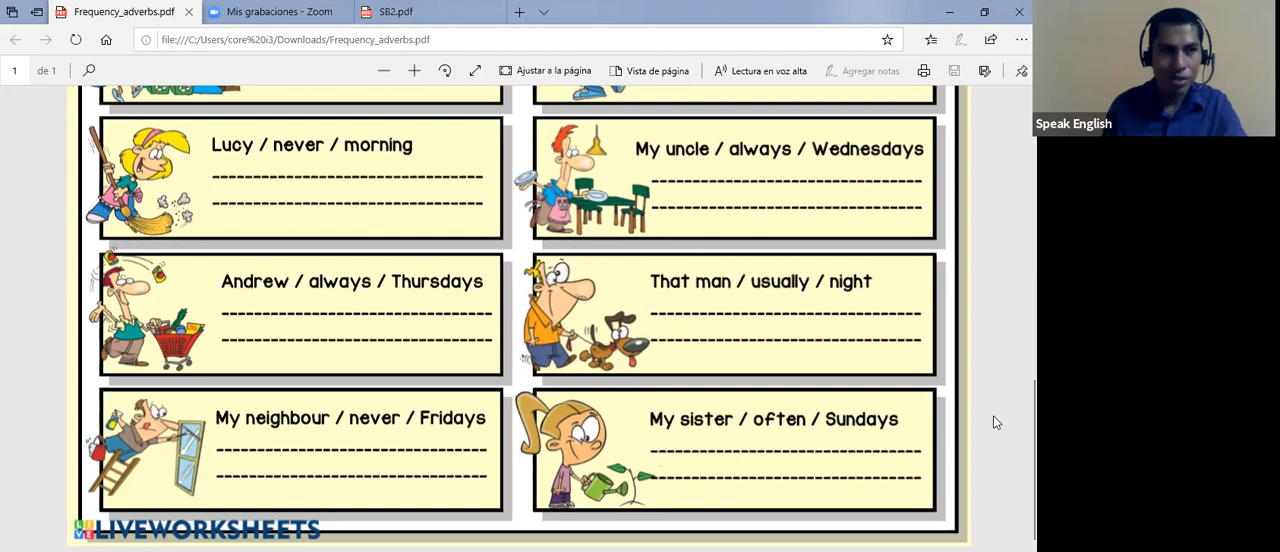 Frequency_adverbs.pdf
Mis grabaciones - Zoom
SB2.pdf
file:///C:/Users/core%20i3/Downloads/Frequency_adverbs.pdf
1 de 1
Ajustar a la página
Vista de página
Lectura en voz alta
Agregar notas
Speak English
Lucy / never / morning
My uncle / always / Wednesdays
Andrew / always / Thursdays
That man / usually / night
My neighbour / never / Fridays
My sister / often / Sundays
LIVE LIVEWORKSHEETS